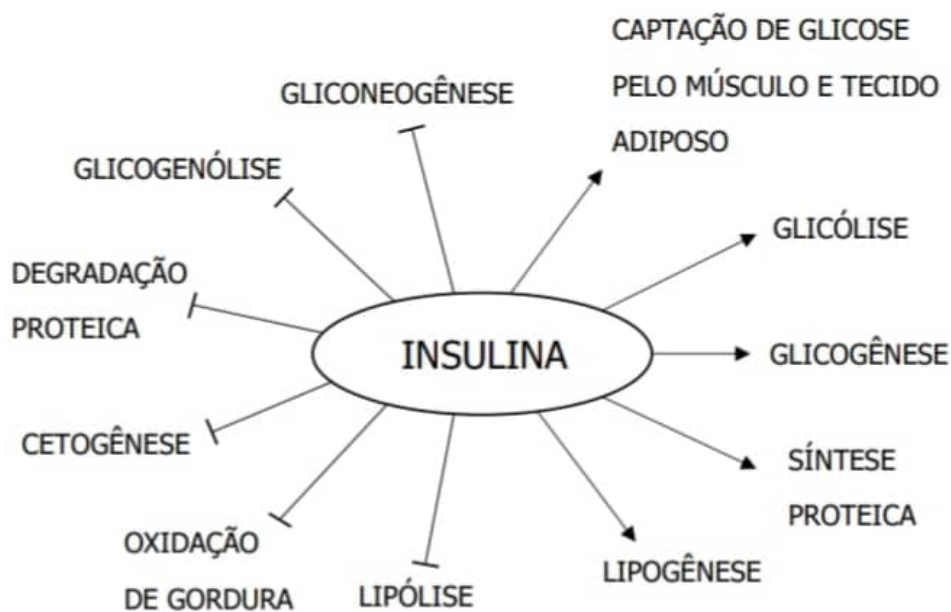 CAPTAÇÃO DE GLICOSE
PELO MÚSCULO E TECIDO
ADIPOSO
GLICONEOGÊNESE
GLICOGENÓLISE
GLICÓLISE
DEGRADAÇÃO
PROTEICA
INSULINA
GLICOGÊNESE
CETOGÊNESE
SÍNTESE
PROTEICA
OXIDAÇÃO
DE GORDURA
LIPÓLISE
LIPOGÊNESE